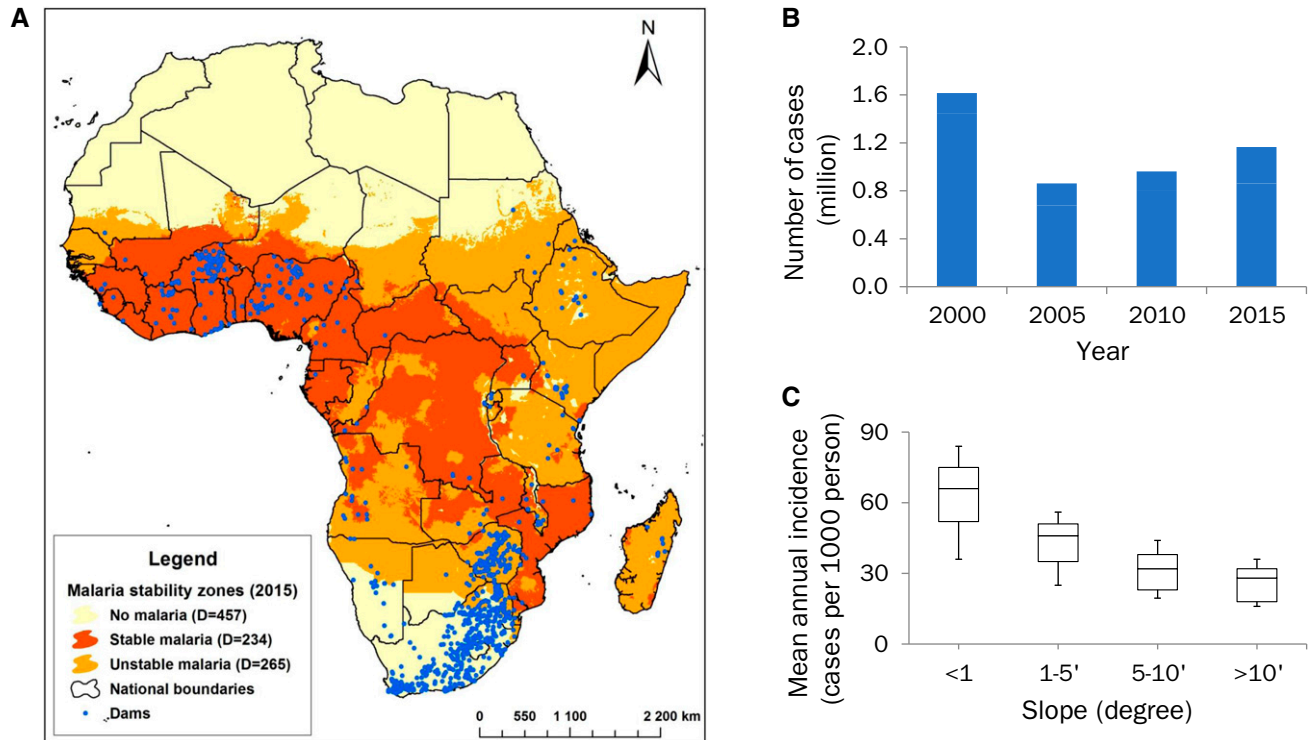 A
N
Legend
Malaria stability zones (2015)
No malaria (D=457)
Stable malaria (D=234)
Unstable malaria (D=265)
National boundaries
Dams
0 550 1 100 2 200 km
B
Number of cases
(million)
2.0
1.6
1.2
0.8
0.4
0.0
2000 2005 2010 2015
Year
C
Mean annual incidence
(cases per 1000 person)
90
60
30
0
<1 1-5' 5-10' >10'
Slope (degree)